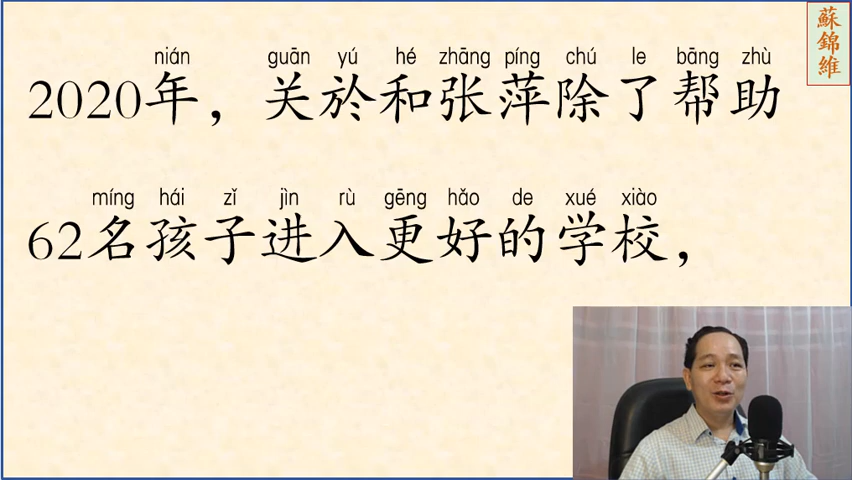 nián guān yú hé zhāng píng chú le bāng zhù
2020年，关於和张萍除了帮助
míng hái zǐ jìn rù gēng hǎo de xué xiào
62名孩子进入更好的学校，
蘇錦維